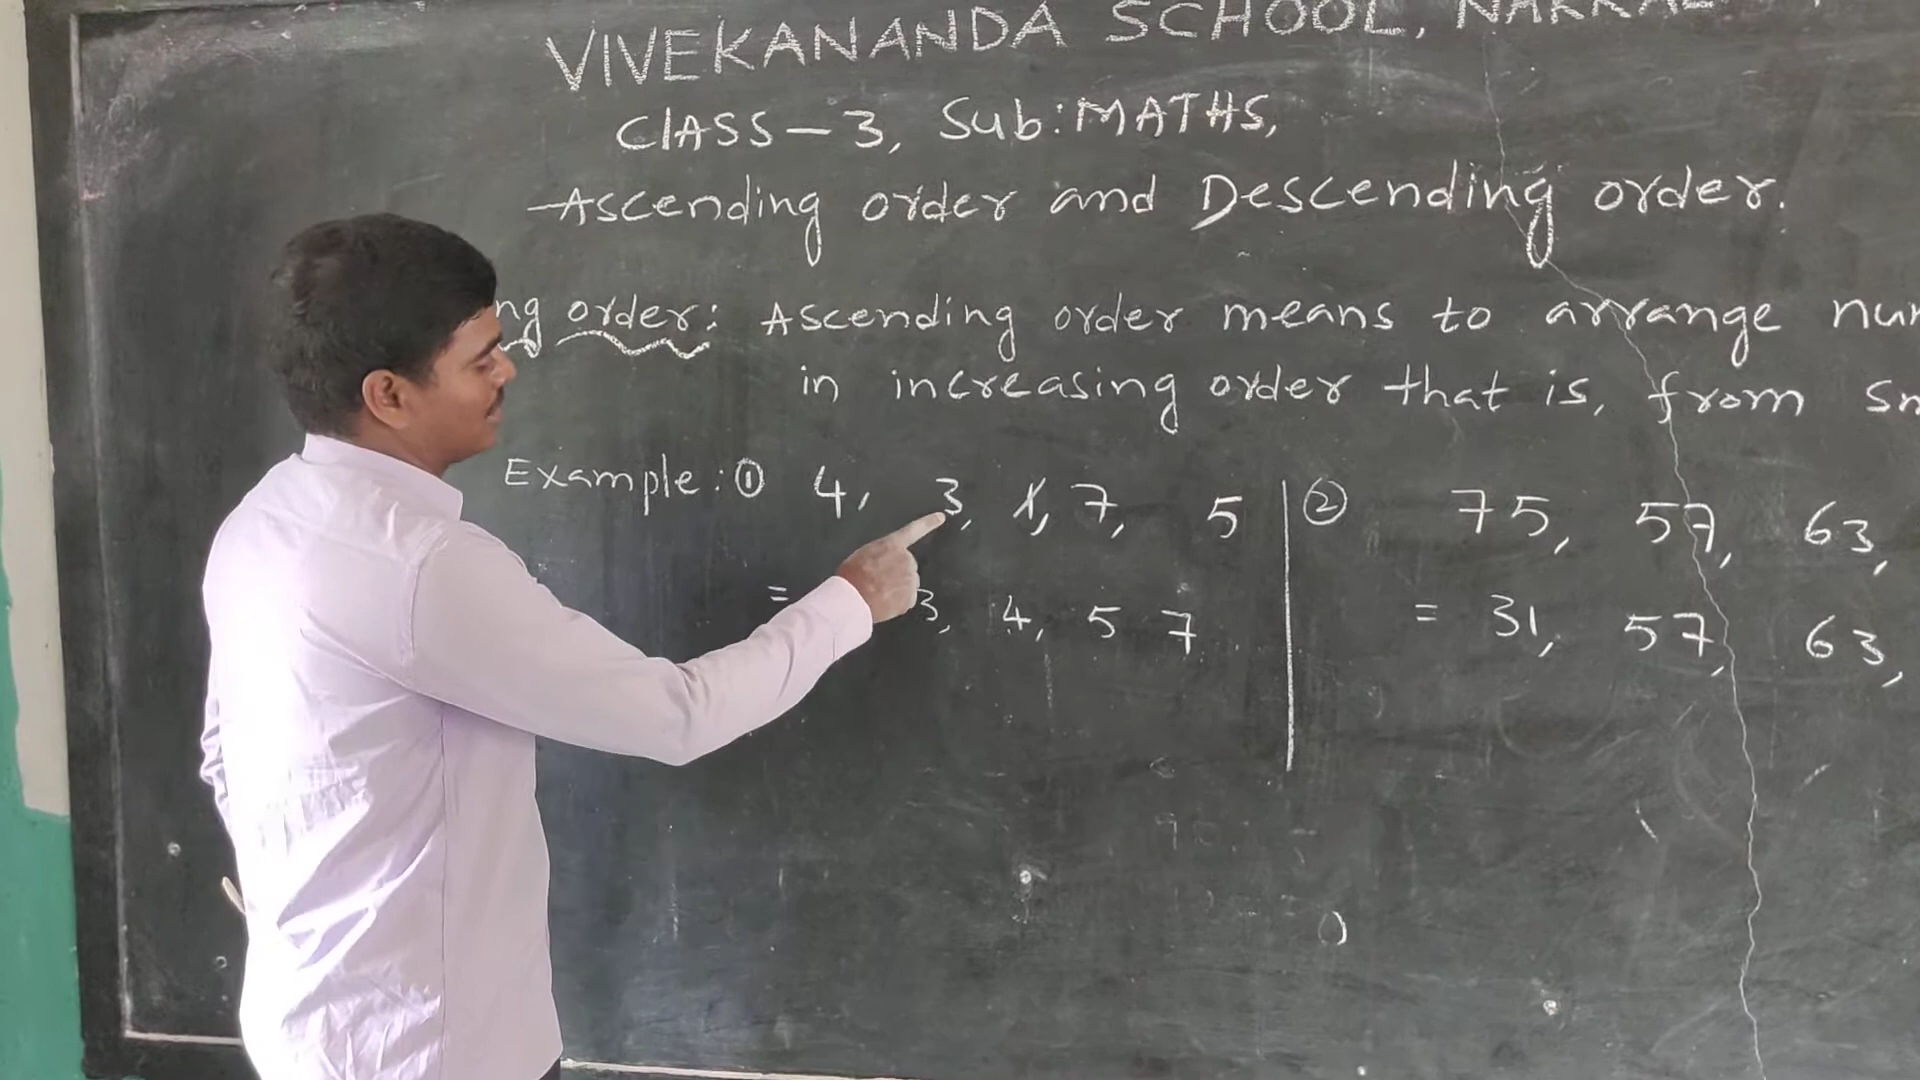 VIVEKANANDA SCHOOL,
ClASS-3, Sub: MATHS,
Ascending order and Descending order.
ng order: Ascending order means to arrange
in increasing order that is, from
Example: ① 4, 3, 1, 7, 5 ② 75, 57, 63,
= 3, 4, 5 7 = 31, 57, 63,